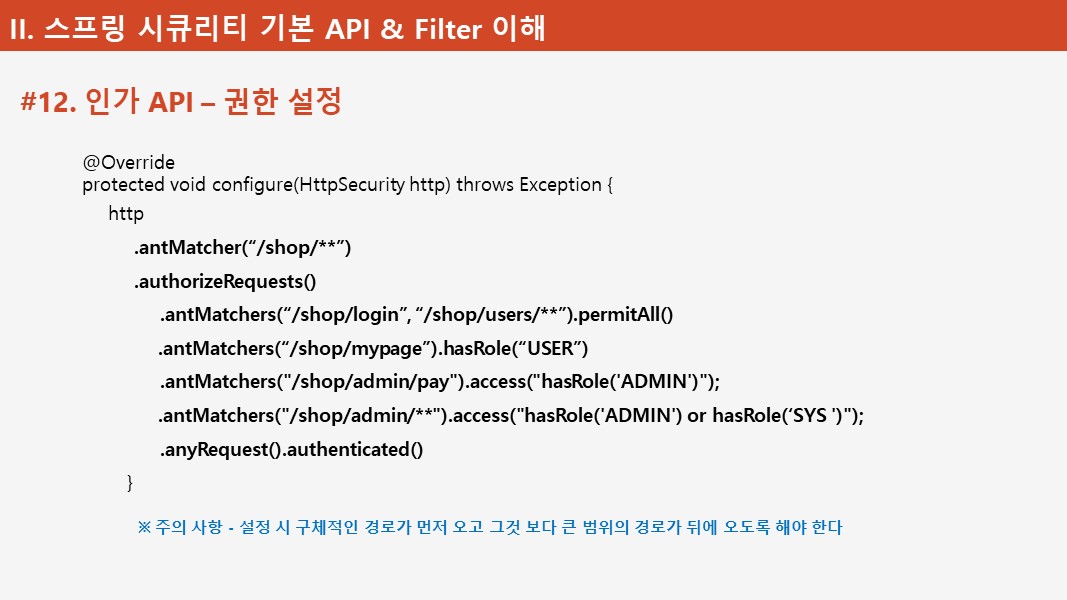 II. 스프링 시큐리티 기본 API & Filter 이해
#12. 인가 API – 권한 설정
@Override
protected void configure(HttpSecurity http) throws Exception {
http
.antMatcher(“/shop/**”)
.authorizeRequests()
.antMatchers(“/shop/login”, “/shop/users/**”).permitAll()
.antMatchers(“/shop/mypage”).hasRole(“USER”)
.antMatchers("/shop/admin/pay").access("hasRole('ADMIN')");
.antMatchers("/shop/admin/**").access("hasRole('ADMIN') or hasRole(‘SYS ')");
.anyRequest().authenticated()
}
※ 주의 사항 - 설정 시 구체적인 경로가 먼저 오고 그것 보다 큰 범위의 경로가 뒤에 오도록 해야 한다